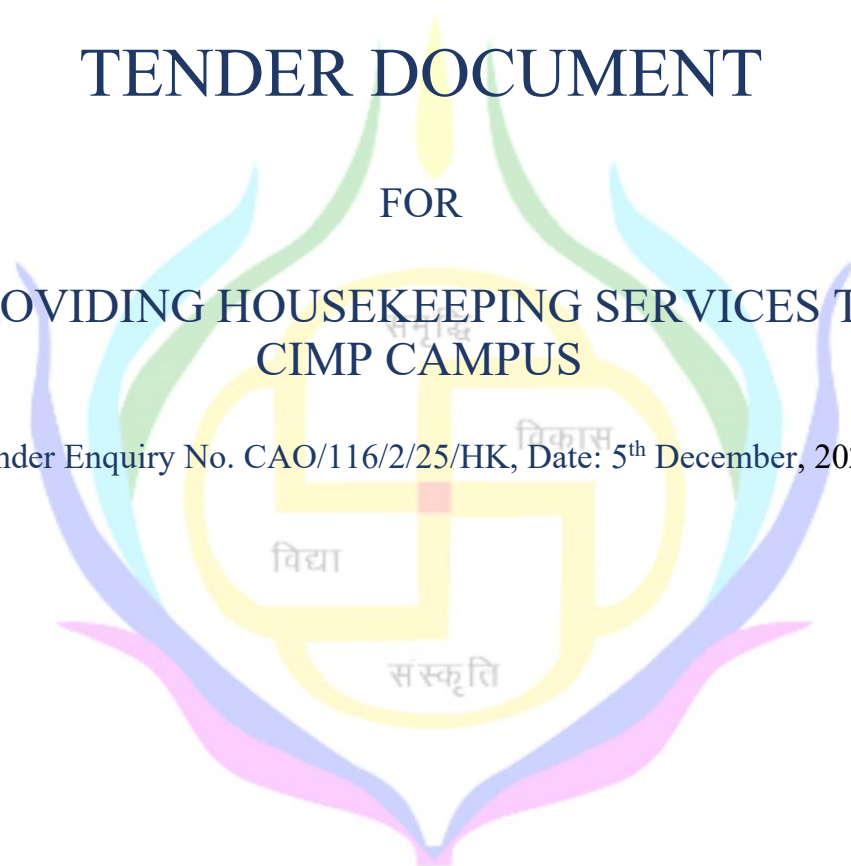 TENDER DOCUMENT
FOR
OVIDING HOUSEKEEPING SERVICES T
समृद्धि
CIMP CAMPUS
विकास
nder Enquiry No. CAO/116/2/25/HK, Date: 5th December, 202
विद्या
संस्कृति